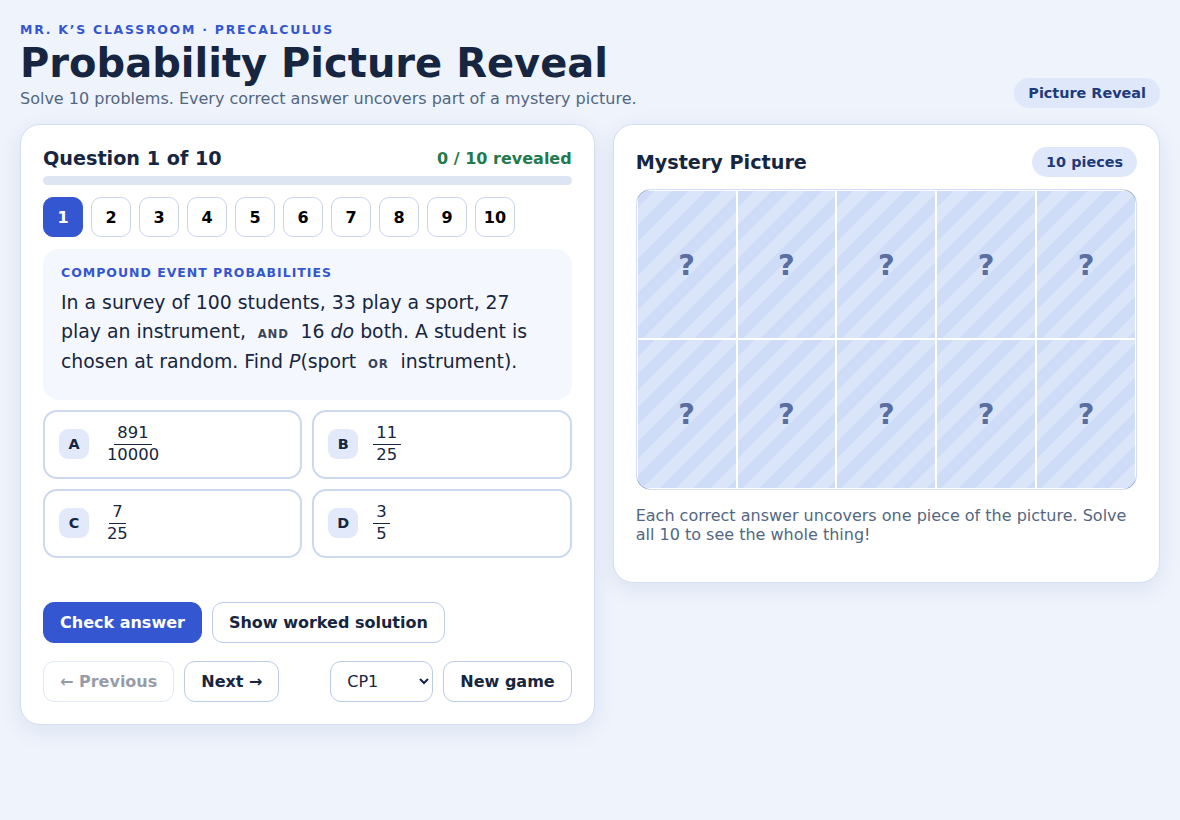 MR. K’S CLASSROOM · PRECALCULUS
Probability Picture Reveal
Solve 10 problems. Every correct answer uncovers part of a mystery picture.
Picture Reveal
Question 1 of 10
0 / 10 revealed
1 2 3 4 5 6 7 8 9 10
COMPOUND EVENT PROBABILITIES
In a survey of 100 students, 33 play a sport, 27
play an instrument, AND 16 do both. A student is
chosen at random. Find P(sport OR instrument).
A 891/10000
B 11/25
C 7/25
D 3/5
Check answer
Show worked solution
← Previous
Next →
CP1
New game
Mystery Picture
10 pieces
? ? ? ? ?
? ? ? ? ?
Each correct answer uncovers one piece of the picture. Solve
all 10 to see the whole thing!